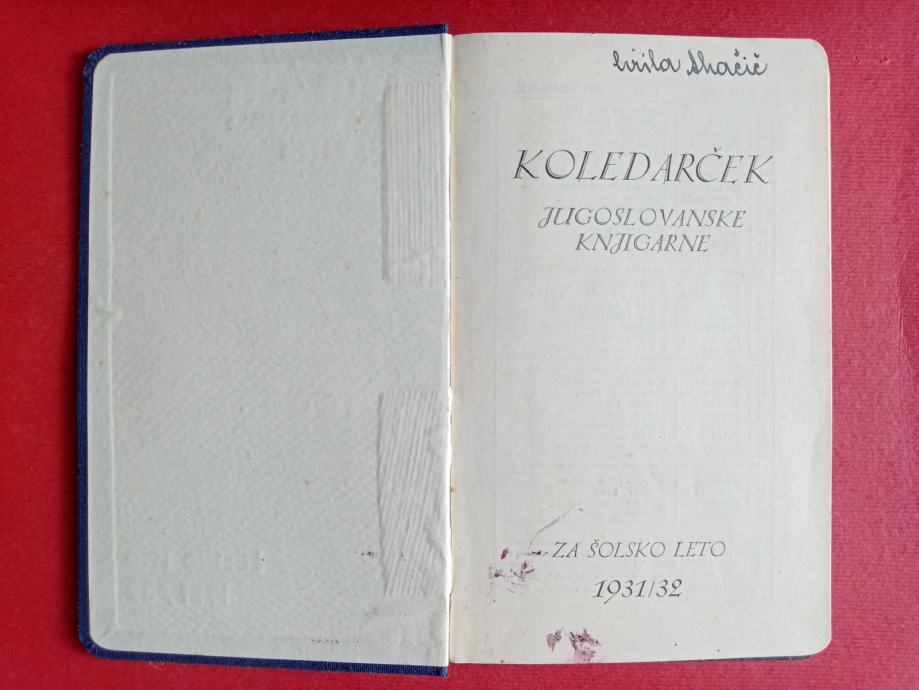 KOLEDARČEK
JUGOSLOVANSKE
KNJIGARNE
ZA ŠOLSKO LETO
1931/32